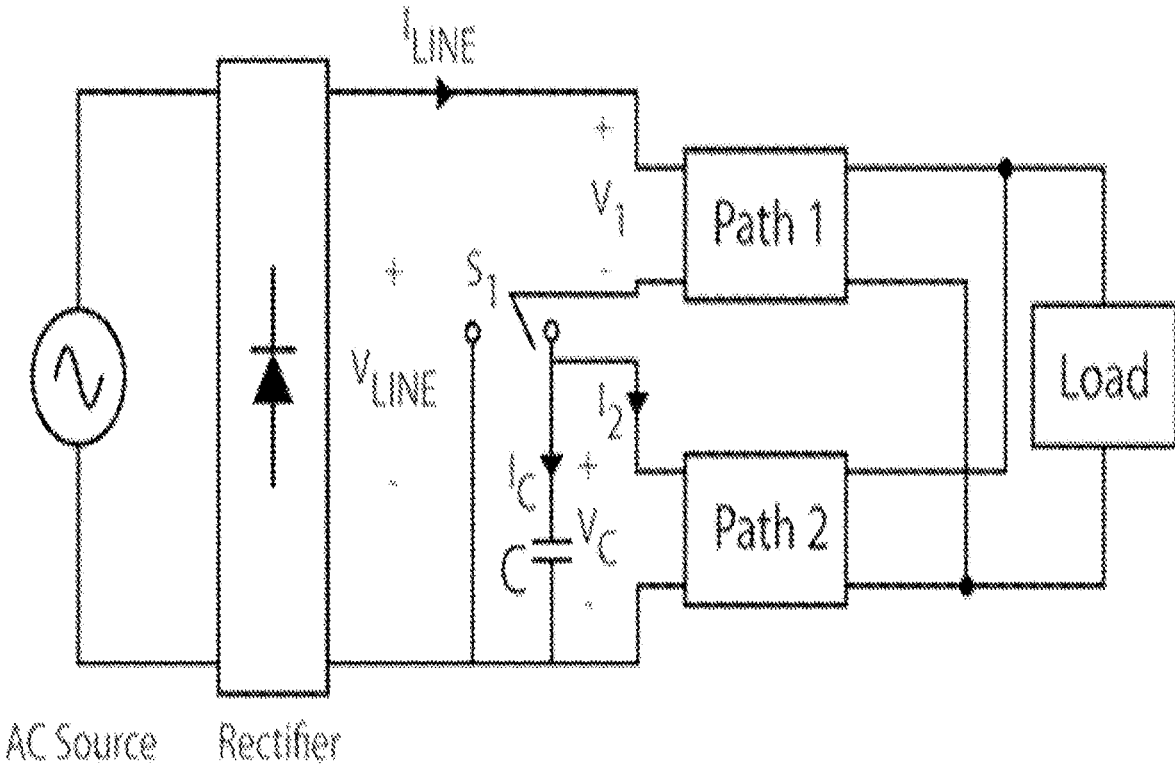 I_LINE
+
V_1
-
Path 1
+
V_LINE
-
S_1
I_2
I_C
+
V_C
-
C
Path 2
Load
AC Source
Rectifier